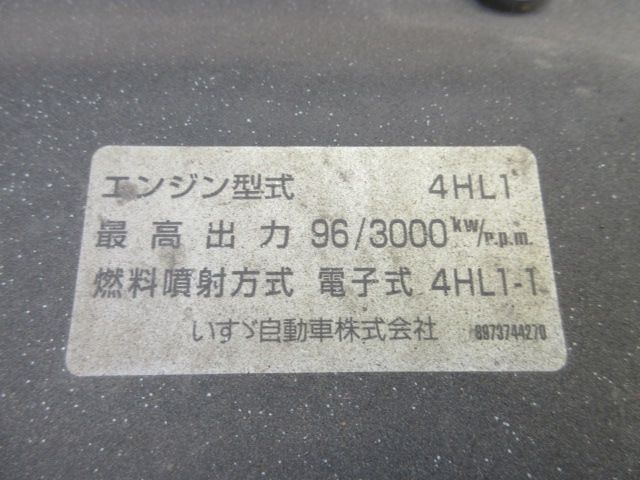 エンジン型式 4HL1
最高出力 96/3000 kW/r.p.m.
燃料噴射方式 電子式 4HL1-1
いすゞ自動車株式会社 8973744270